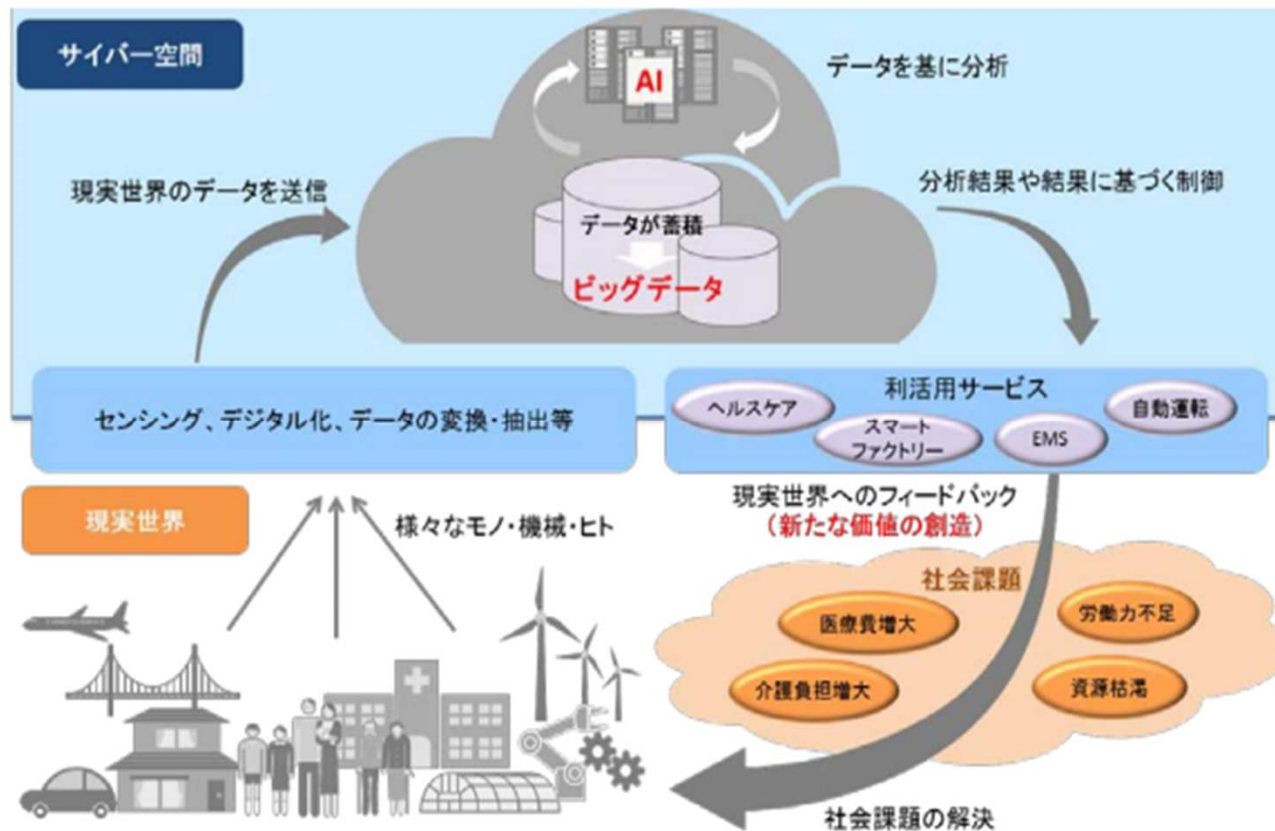 サイバー空間
AI
データを基に分析
現実世界のデータを送信
分析結果や結果に基づく制御
データが蓄積
ビッグデータ
センシング、デジタル化、データの変換・抽出等
利活用サービス
ヘルスケア
スマート
ファクトリー
EMS
自動運転
現実世界
様々なモノ・機械・ヒト
現実世界へのフィードバック
(新たな価値の創造)
社会課題
医療費増大
労働力不足
介護負担増大
資源枯渇
社会課題の解決